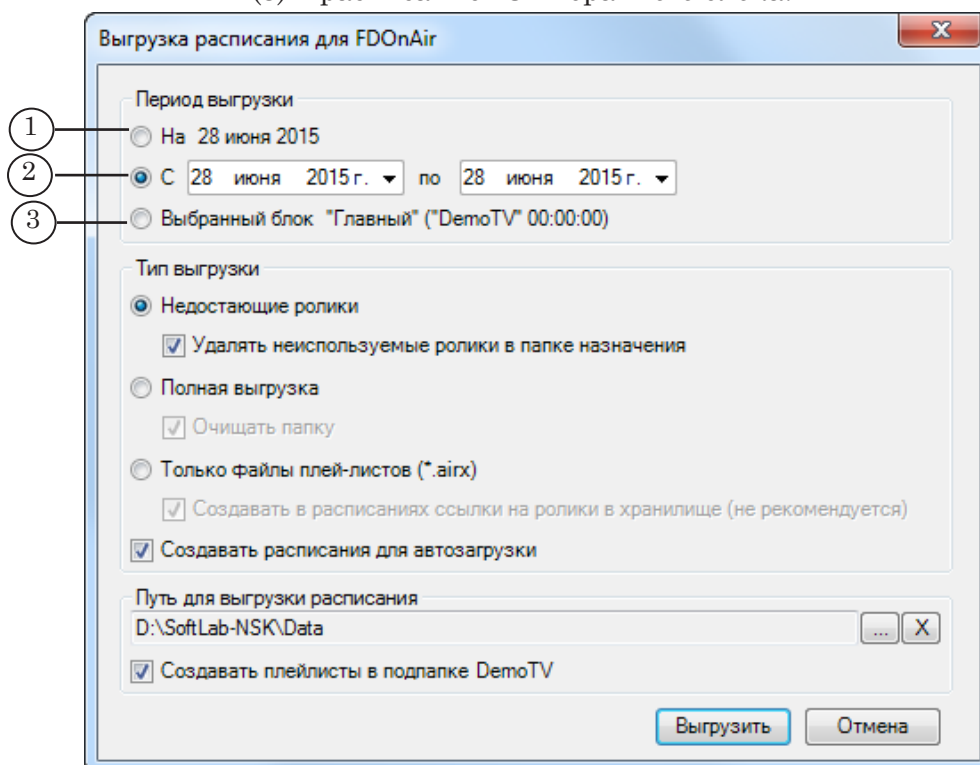 Выгрузка расписания для FDOnAir
X
Период выгрузки
1
На 28 июня 2015
2
С 28 июня 2015 г. по 28 июня 2015 г.
3
Выбранный блок "Главный" ("DemoTV" 00:00:00)
Тип выгрузки
Недостающие ролики
Удалять неиспользуемые ролики в папке назначения
Полная выгрузка
Очищать папку
Только файлы плей-листов (*.airx)
Создавать в расписаниях ссылки на ролики в хранилище (не рекомендуется)
Создавать расписания для автозагрузки
Путь для выгрузки расписания
D:\SoftLab-NSK\Data ... X
Создавать плейлисты в подпапке DemoTV
Выгрузить Отмена